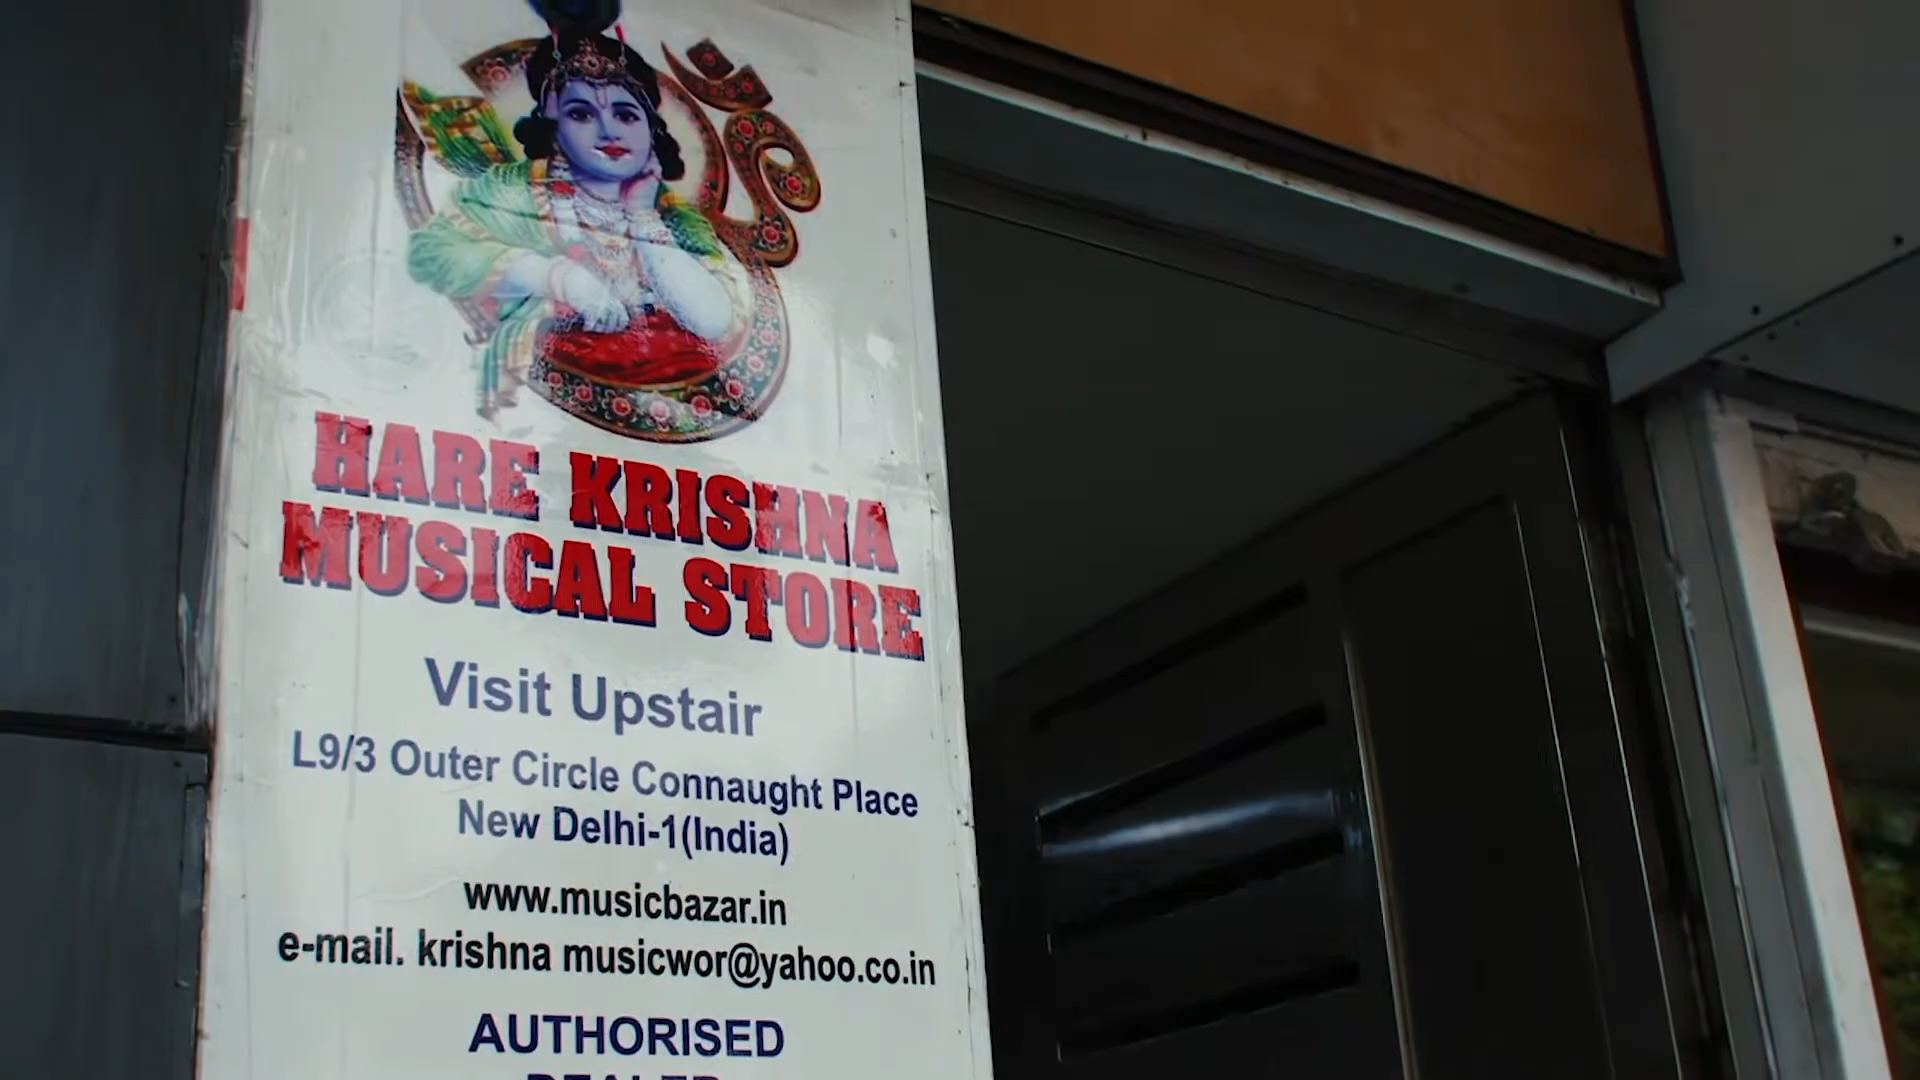 HARE KRISHNA
MUSICAL STORE
Visit Upstair
L9/3 Outer Circle Connaught Place
New Delhi-1(India)
www.musicbazar.in
e-mail. krishna musicwor@yahoo.co.in
AUTHORISED
DEALER